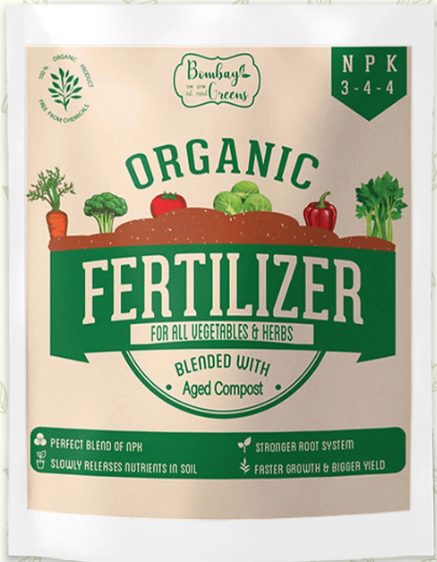 100% ORGANIC PRODUCT
FREE FROM CHEMICALS
Bombay
Greens
N P K
3-4-4
ORGANIC
FERTILIZER
FOR ALL VEGETABLES & HERBS
BLENDED WITH
• Aged Compost •
PERFECT BLEND OF NPK
SLOWLY RELEASES NUTRIENTS IN SOIL
STRONGER ROOT SYSTEM
FASTER GROWTH & BIGGER YIELD